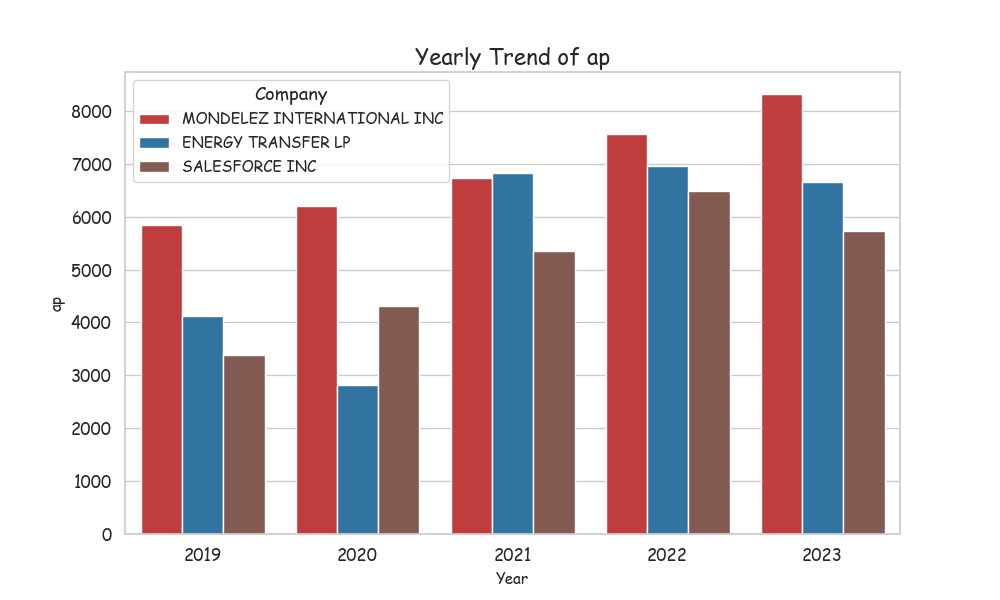 Yearly Trend of ap
Company
MONDELEZ INTERNATIONAL INC
ENERGY TRANSFER LP
SALESFORCE INC
ap
8000
7000
6000
5000
4000
3000
2000
1000
0
2019 2020 2021 2022 2023
Year